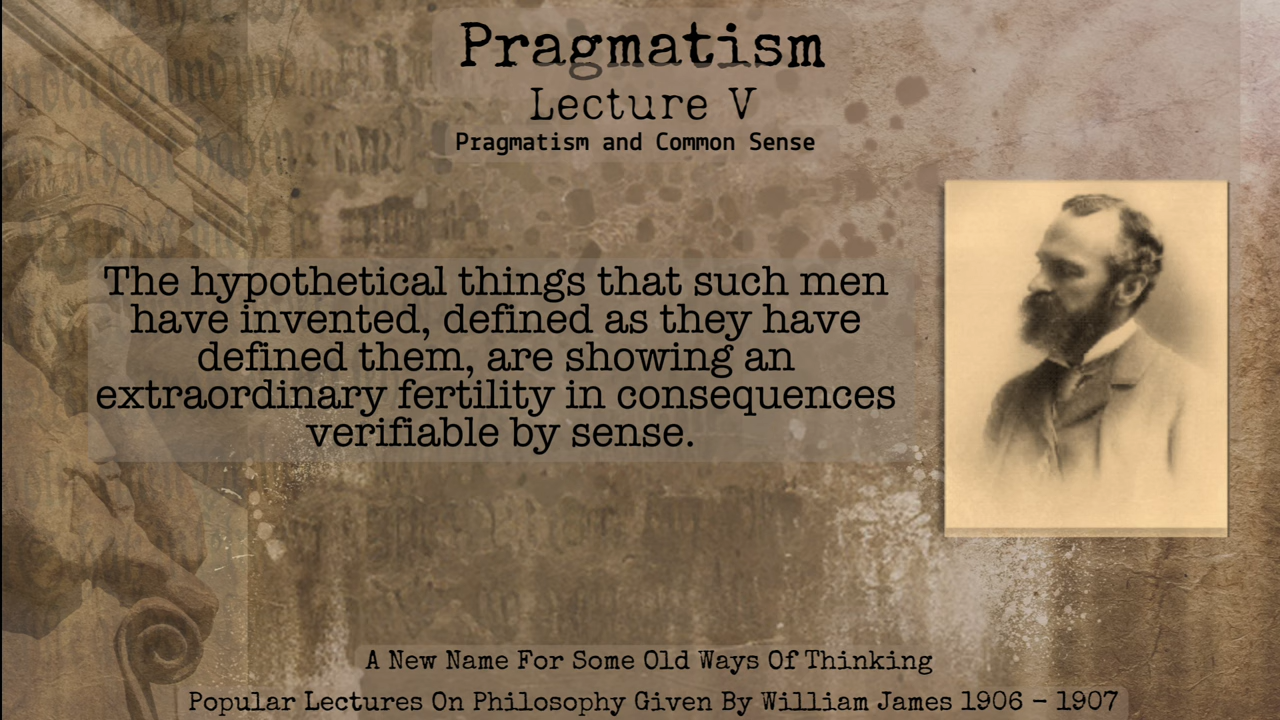 Pragmatism
Lecture V
Pragmatism and Common Sense
The hypothetical things that such men
have invented, defined as they have
defined them, are showing an
extraordinary fertility in consequences
verifiable by sense.
A New Name For Some Old Ways Of Thinking
Popular Lectures On Philosophy Given By William James 1906 – 1907